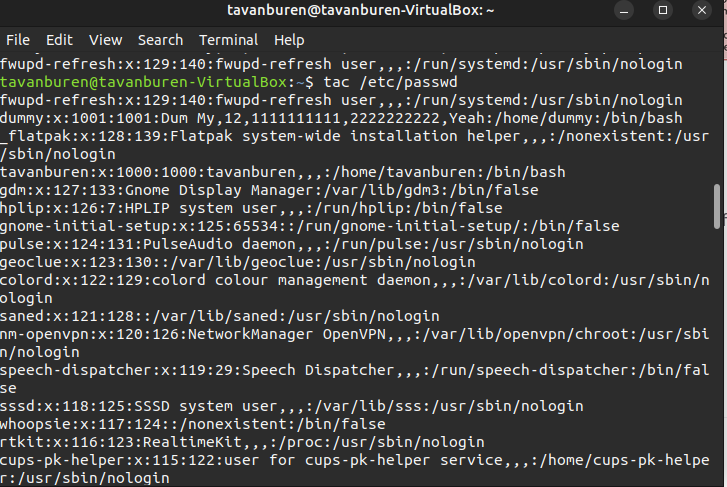 tavanburen@tavanburen-VirtualBox: ~
File Edit View Search Terminal Help
fwupd-refresh:x:129:140:fwupd-refresh user,,,:/run/systemd:/usr/sbin/nologin
tavanburen@tavanburen-VirtualBox:~$ tac /etc/passwd
fwupd-refresh:x:129:140:fwupd-refresh user,,,:/run/systemd:/usr/sbin/nologin
dummy:x:1001:1001:Dum My,12,1111111111,2222222222,Yeah:/home/dummy:/bin/bash
_flatpak:x:128:139:Flatpak system-wide installation helper,,,:/nonexistent:/usr
/sbin/nologin
tavanburen:x:1000:1000:tavanburen,,,:/home/tavanburen:/bin/bash
gdm:x:127:133:Gnome Display Manager:/var/lib/gdm3:/bin/false
hplip:x:126:7:HPLIP system user,,,:/run/hplip:/bin/false
gnome-initial-setup:x:125:65534::/run/gnome-initial-setup/:/bin/false
pulse:x:124:131:PulseAudio daemon,,,:/run/pulse:/usr/sbin/nologin
geoclue:x:123:130::/var/lib/geoclue:/usr/sbin/nologin
colord:x:122:129:colord colour management daemon,,,:/var/lib/colord:/usr/sbin/n
ologin
saned:x:121:128::/var/lib/saned:/usr/sbin/nologin
nm-openvpn:x:120:126:NetworkManager OpenVPN,,,:/var/lib/openvpn/chroot:/usr/sbi
n/nologin
speech-dispatcher:x:119:29:Speech Dispatcher,,,:/run/speech-dispatcher:/bin/fal
se
sssd:x:118:125:SSSD system user,,,:/var/lib/sss:/usr/sbin/nologin
whoopsie:x:117:124::/nonexistent:/bin/false
rtkit:x:116:123:RealtimeKit,,,:/proc:/usr/sbin/nologin
cups-pk-helper:x:115:122:user for cups-pk-helper service,,,:/home/cups-pk-helpe
r:/usr/sbin/nologin